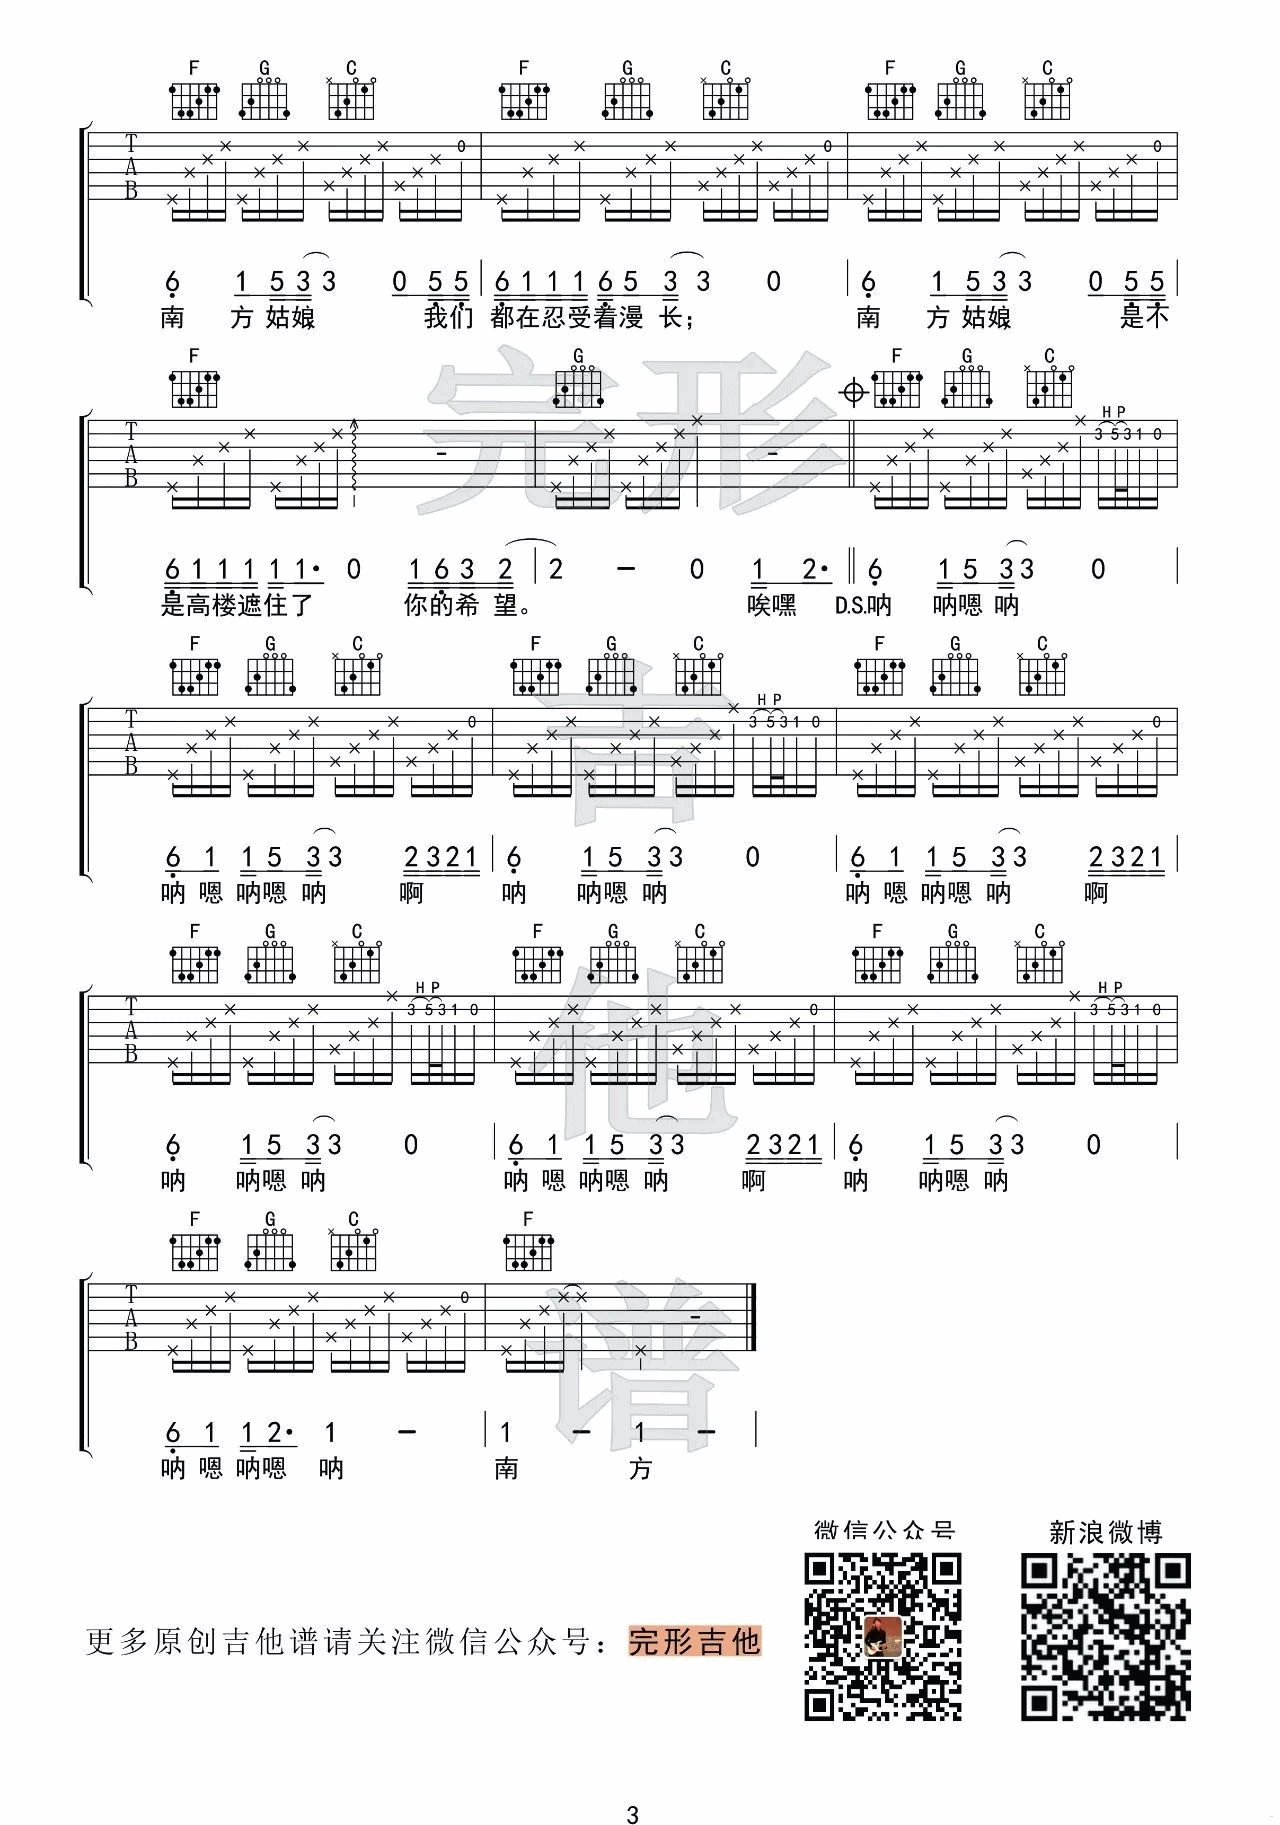 F G C F G C F G C
T A B 0 0 0
6 1 5 3 3 0 5 5 6 1 1 1 6 5 3 3 0 6 1 5 3 3 0 5 5
南 方 姑娘, 我们 都在忍受着漫 长; 南 方 姑娘, 是不
F G F G C
H P
T A B 3 5 3 1 0
6 1 1 1 1 1· 0 1 6 3 2 2 - 0 1 2· 6 1 5 3 3 0
是高楼遮住了 你的希 望。 唉嘿 D.S.呐 呐嗯 呐
F G C F G C F G C
H P
T A B 0 3 5 3 1 0 0
6 1 1 5 3 3 2 3 2 1 6 1 5 3 3 0 6 1 1 5 3 3 2 3 2 1
呐 嗯 呐嗯 呐 啊 呐 呐嗯 呐 呐 嗯 呐嗯 呐 啊
F G C F G C F G C
H P H P
T A B 3 5 3 1 0 0 3 5 3 1 0
6 1 5 3 3 0 6 1 1 5 3 3 2 3 2 1 6 1 5 3 3 0
呐 呐嗯 呐 呐 嗯 呐嗯 呐 啊 呐 呐嗯 呐
F G C F
T A B 0
6 1 1 2· 1 - 1 - 1 -
呐 嗯 呐嗯 呐 南 方
完形吉他谱
微信公众号 新浪微博
更多原创吉他谱请关注微信公众号：完形吉他
3